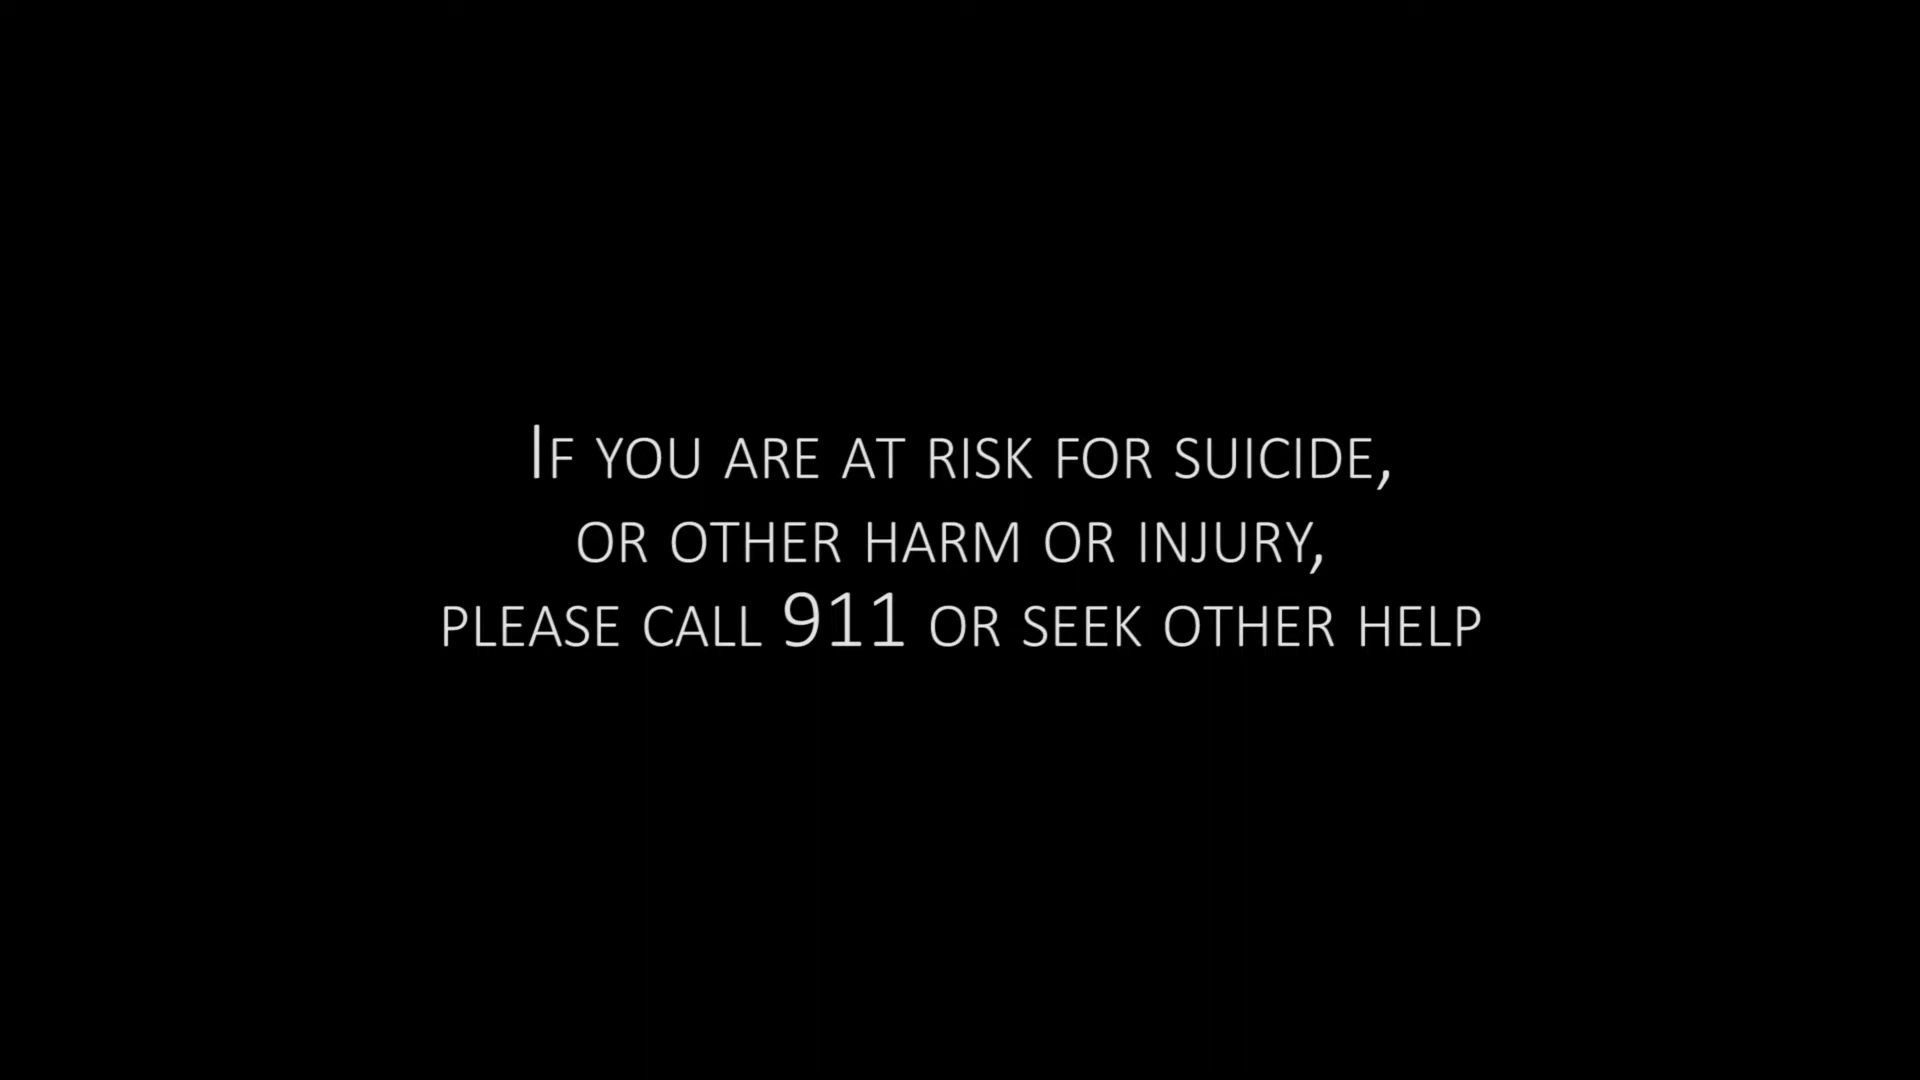 If you are at risk for suicide,
or other harm or injury,
please call 911 or seek other help